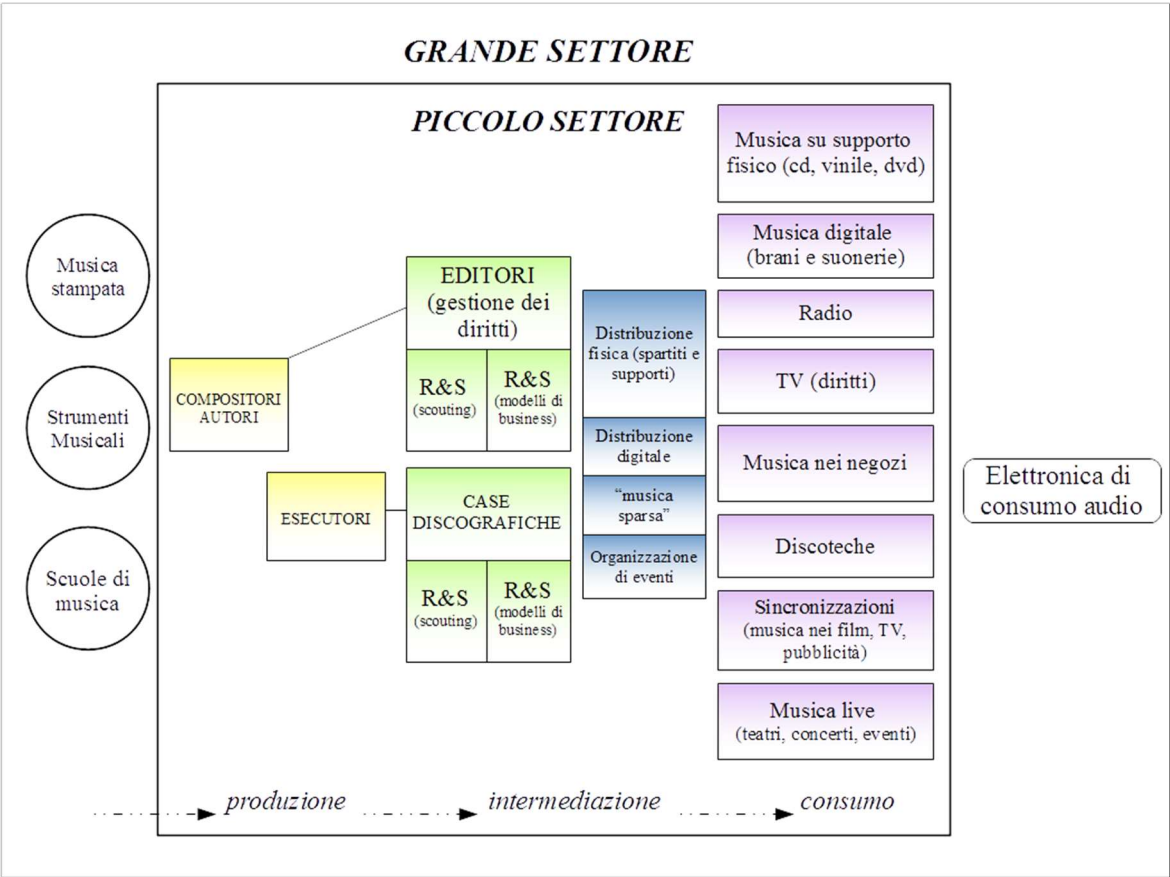 GRANDE SETTORE
PICCOLO SETTORE
Musica
stampata
Strumenti
Musicali
Scuole di
musica
COMPOSITORI
AUTORI
ESECUTORI
EDITORI
(gestione dei
diritti)
R&S
(scouting)
R&S
(modelli di
business)
CASE
DISCOGRAFICHE
R&S
(scouting)
R&S
(modelli di
business)
Distribuzione
fisica (spartiti e
supporti)
Distribuzione
digitale
“musica
sparsa”
Organizzazione
di eventi
Musica su supporto
fisico (cd, vinile, dvd)
Musica digitale
(brani e suonerie)
Radio
TV (diritti)
Musica nei negozi
Discoteche
Sincronizzazioni
(musica nei film, TV,
pubblicità)
Musica live
(teatri, concerti, eventi)
Elettronica di
consumo audio
produzione
intermediazione
consumo